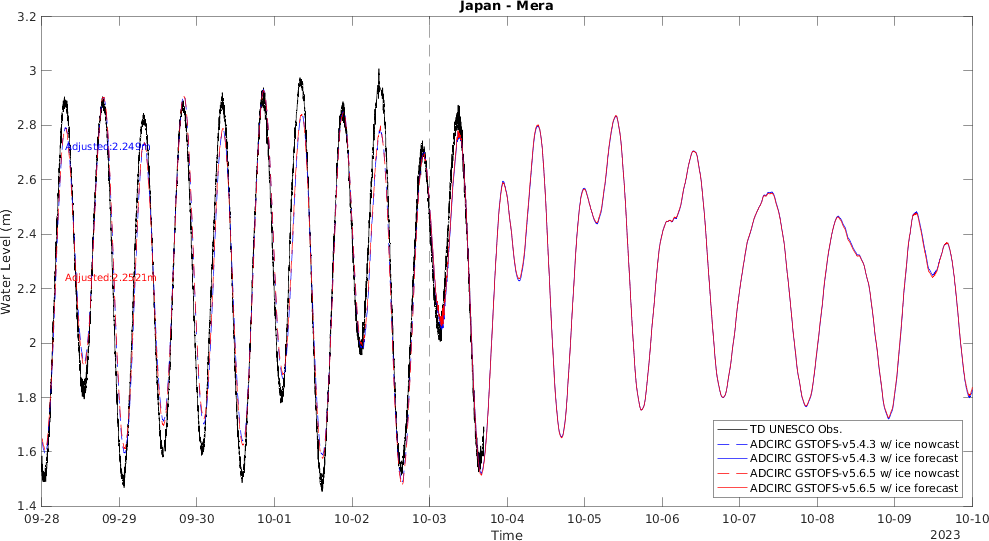 Japan - Mera
3.2
3
2.8
2.6
2.4
2.2
2
1.8
1.6
1.4
Water Level (m)
Adjusted:2.249m
Adjusted:2.2521m
TD UNESCO Obs.
ADCIRC GSTOFS-v5.4.3 w/ ice nowcast
ADCIRC GSTOFS-v5.4.3 w/ ice forecast
ADCIRC GSTOFS-v5.6.5 w/ ice nowcast
ADCIRC GSTOFS-v5.6.5 w/ ice forecast
09-28 09-29 09-30 10-01 10-02 10-03 10-04 10-05 10-06 10-07 10-08 10-09 10-10
Time
2023